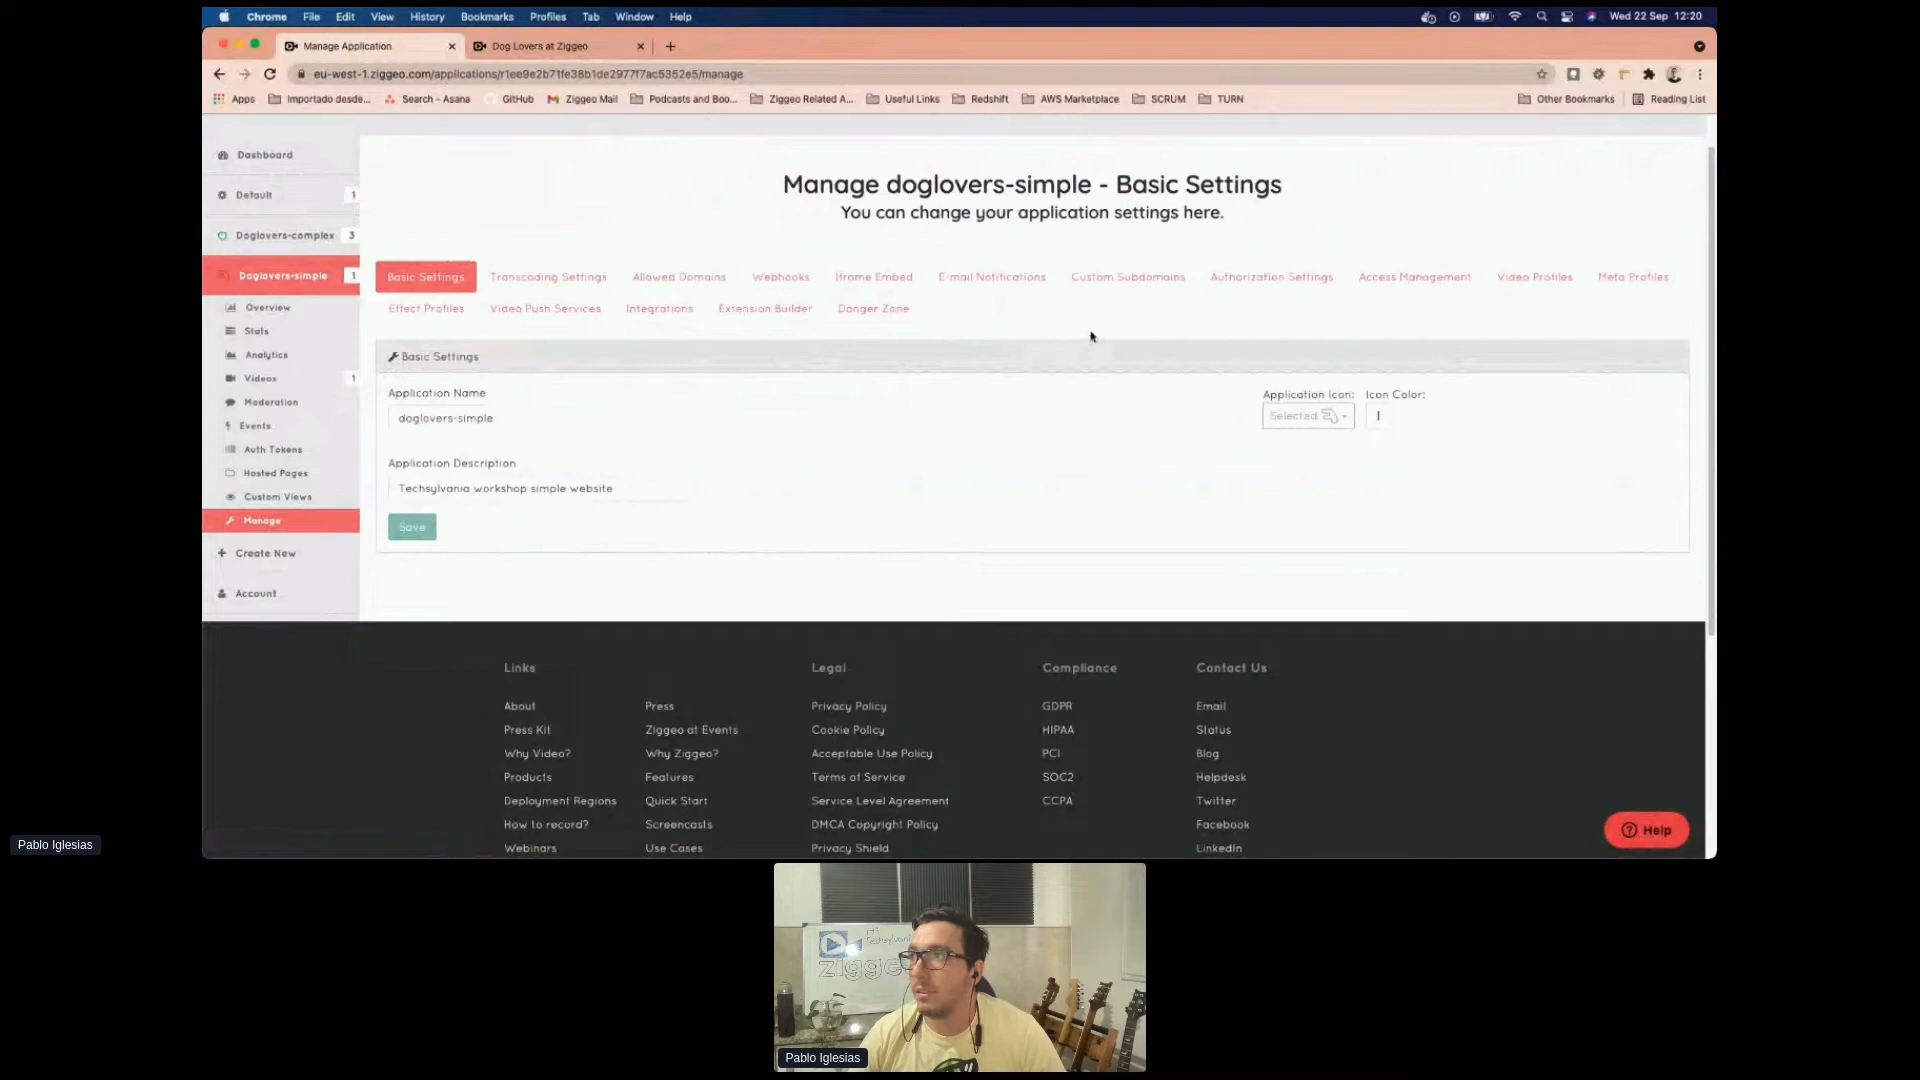 Chrome File Edit View History Bookmarks Profiles Tab Window Help Wed 22 Sep 12:20
Manage Application Dog Lovers at Ziggeo
eu-west-1.ziggeo.com/applications/r1ee9e2b71fe38b1de2977f7ac5352e5/manage
Apps Importado desde... Search - Asana GitHub Ziggeo Mail Podcasts and Boo... Ziggeo Related A... Useful Links Redshift AWS Marketplace SCRUM TURN Other Bookmarks Reading List
Dashboard
Default 1
Doglovers-complex 3
Doglovers-simple 1
Overview
Stats
Analytics
Videos 1
Moderation
Events
Auth Tokens
Hosted Pages
Custom Views
Manage
Create New
Account
Manage doglovers-simple - Basic Settings
You can change your application settings here.
Basic Settings Transcoding Settings Allowed Domains Webhooks Iframe Embed E-mail Notifications Custom Subdomains Authorization Settings Access Management Video Profiles Meta Profiles
Effect Profiles Video Push Services Integrations Extension Builder Danger Zone
Basic Settings
Application Name
doglovers-simple
Application Icon: Icon Color:
Selected
Application Description
Techsylvania workshop simple website
Save
Links Legal Compliance Contact Us
About Press Privacy Policy GDPR Email
Press Kit Ziggeo at Events Cookie Policy HIPAA Status
Why Video? Why Ziggeo? Acceptable Use Policy PCI Blog
Products Features Terms of Service SOC2 Helpdesk
Deployment Regions Quick Start Service Level Agreement CCPA Twitter
How to record? Screencasts DMCA Copyright Policy Facebook
Webinars Use Cases Privacy Shield LinkedIn
Help
Pablo Iglesias
Hi
ziggeo
Pablo Iglesias